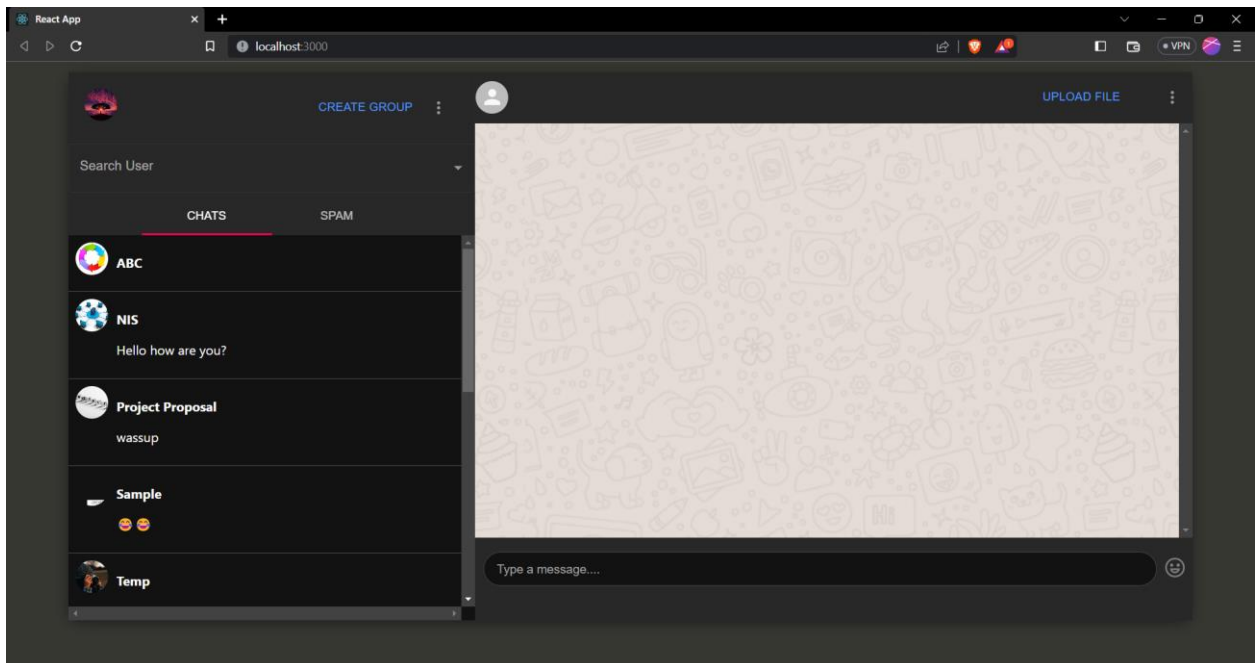 React App
localhost:3000
VPN
CREATE GROUP
UPLOAD FILE
Search User
CHATS SPAM
ABC
NIS
Hello how are you?
Project Proposal
wassup
Sample
😂😂
Temp
Type a message....